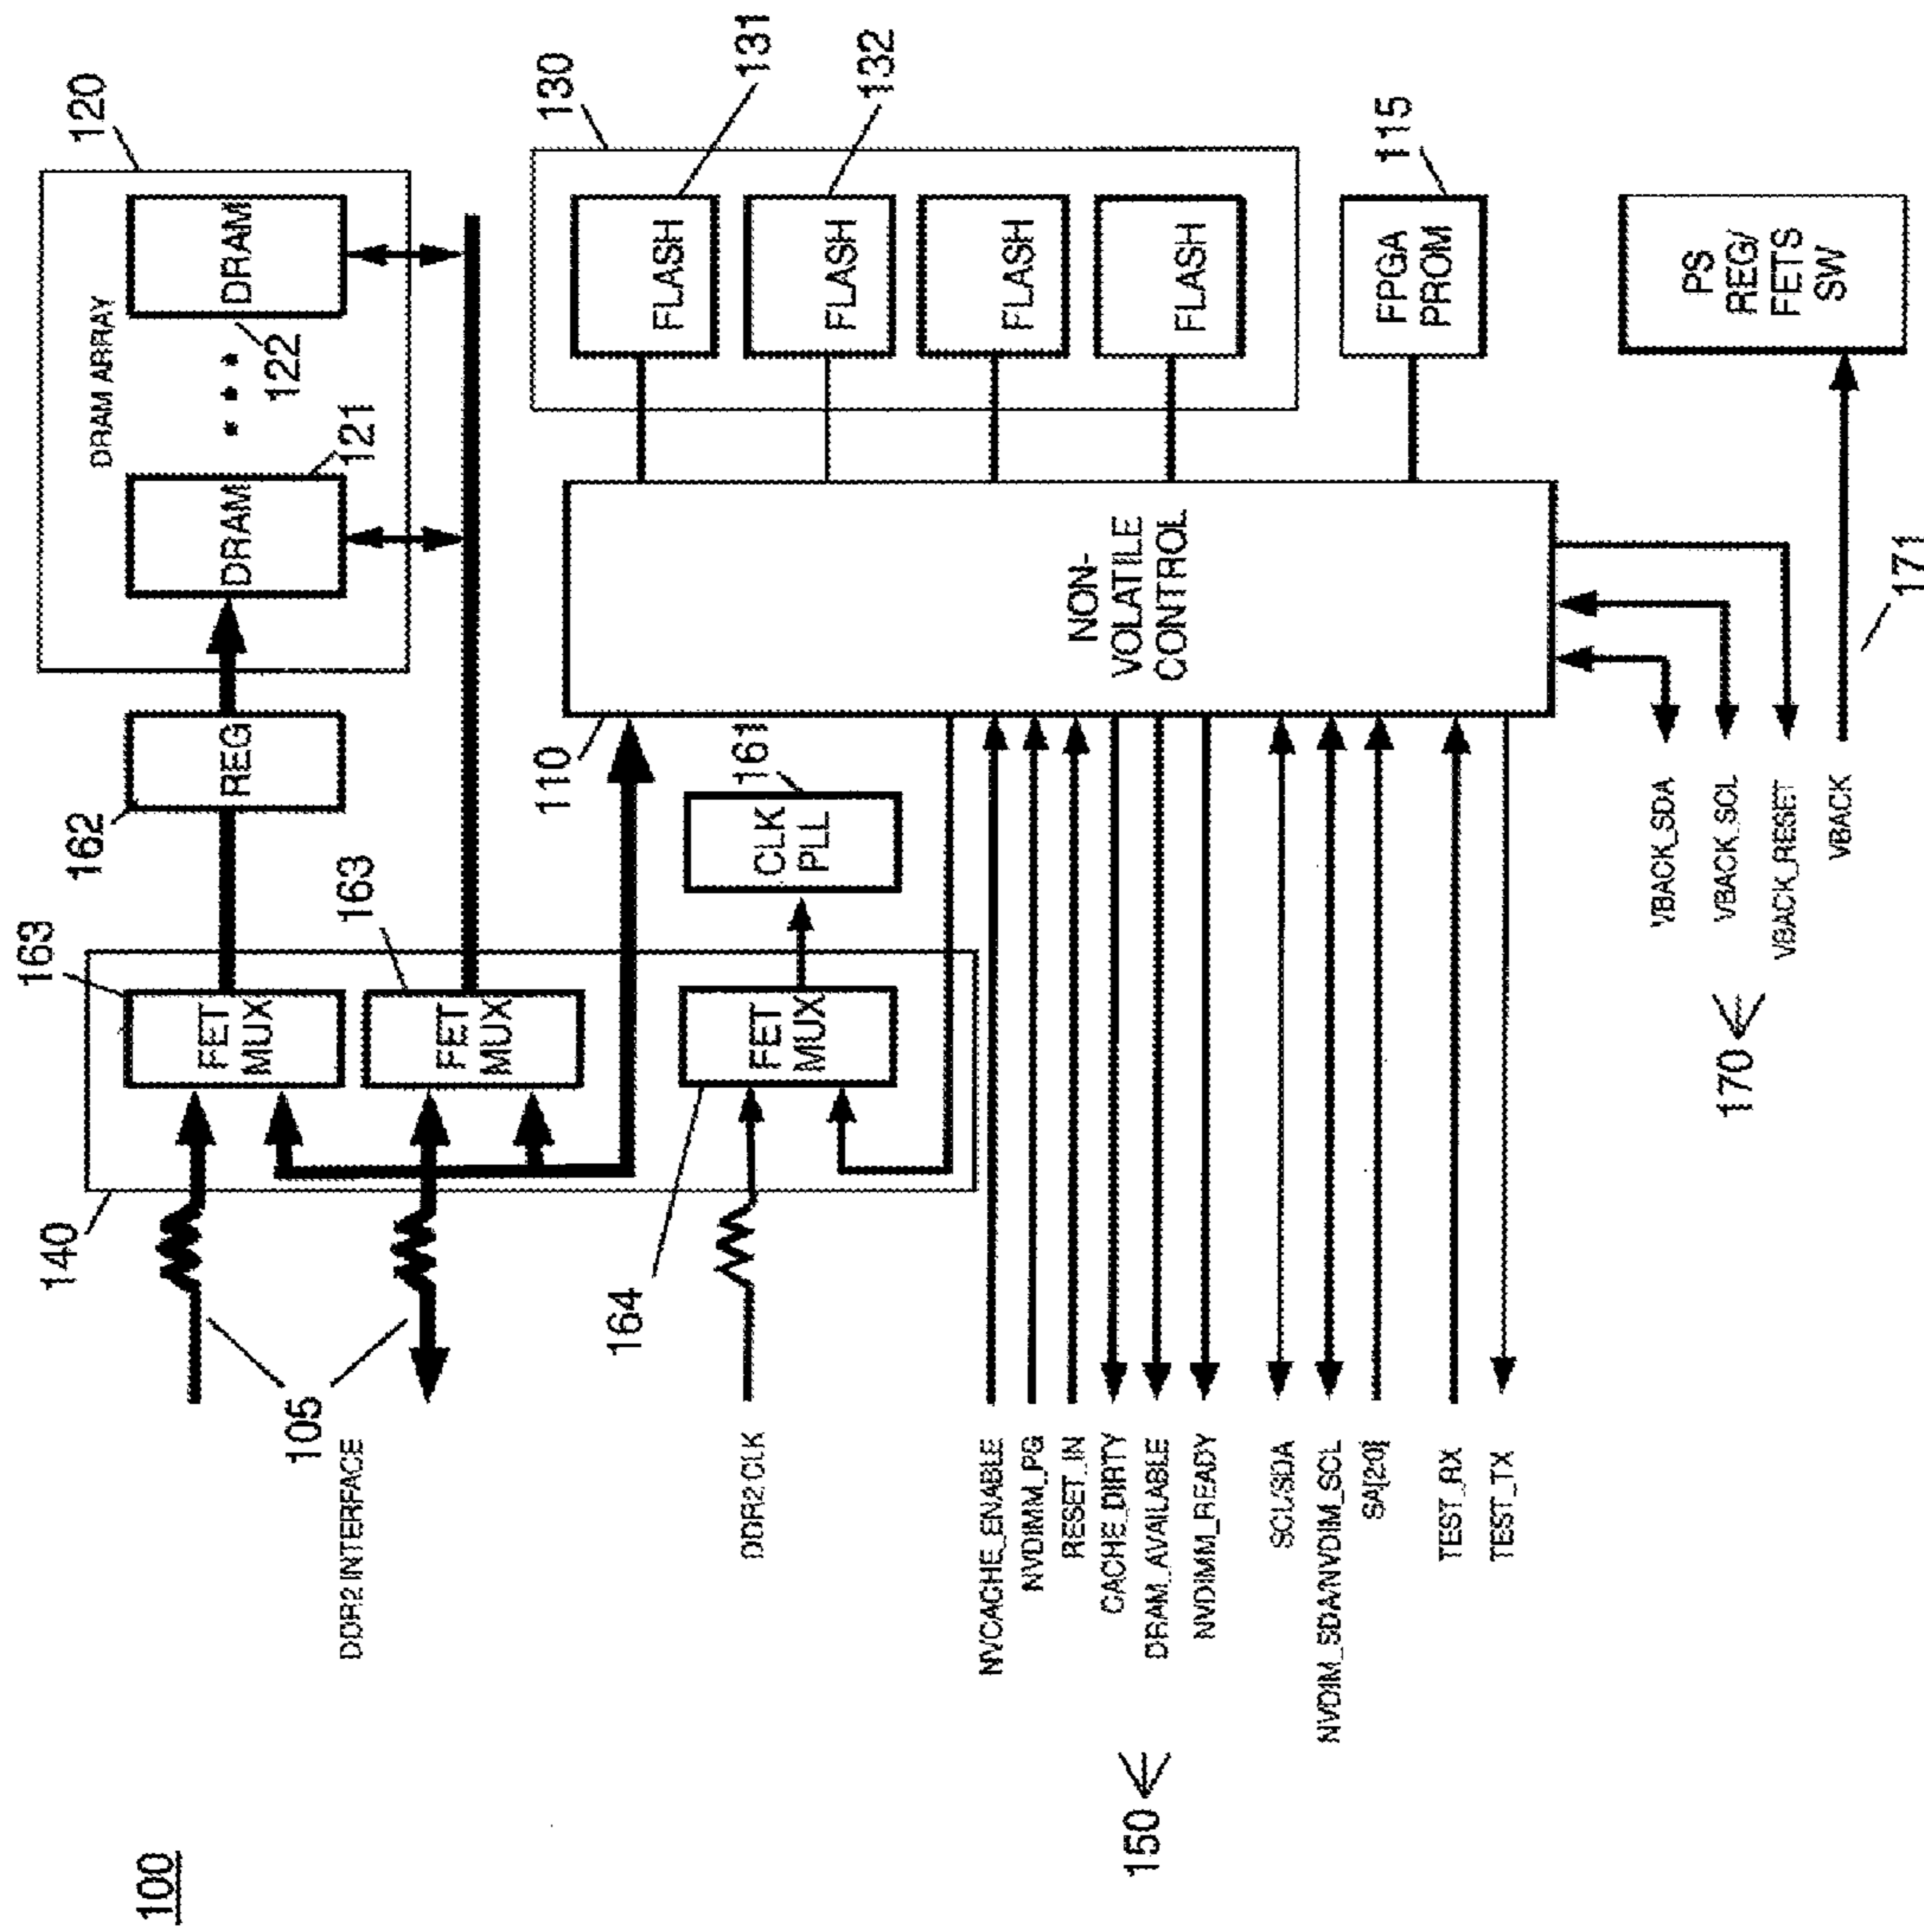 100
DDR2 INTERFACE
105
140
163
FET
MUX
163
FET
MUX
162
REG
DRAM ARRAY
120
DRAM
121
DRAM
122
DDR2 CLK
164
FET
MUX
161
CLK
PLL
110
NON-
VOLATILE
CONTROL
130
FLASH
131
FLASH
132
FLASH
FLASH
FPGA
PROM
115
150
NVCACHE_ENABLE
NVDIMM_PG
RESET_IN
CACHE_DIRTY
DRAM_AVAILABLE
NVDIMM_READY
SCL/SDA
NVDIM_SDA/NVDIM_SCL
SA[2:0]
TEST_RX
TEST_TX
170
VBACK_SDA
VBACK_SCL
VBACK_RESET
VBACK
171
PS
REG/
FETS
SW